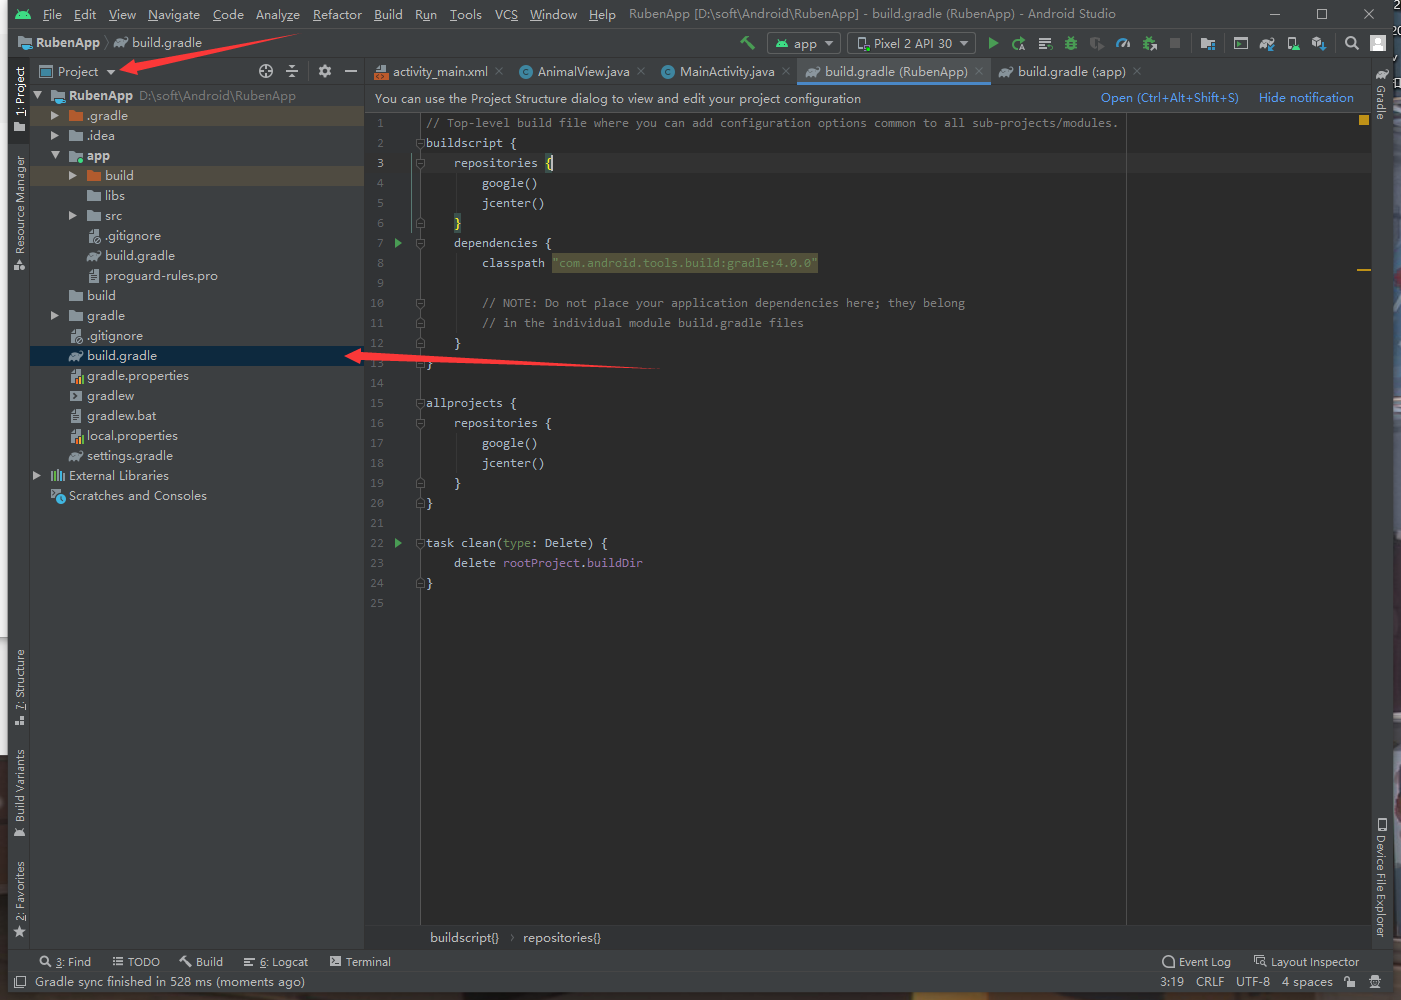 File Edit View Navigate Code Analyze Refactor Build Run Tools VCS Window Help RubenApp [D:\soft\Android\RubenApp] - build.gradle (RubenApp) - Android Studio
RubenApp build.gradle
app Pixel 2 API 30
Project
activity_main.xml AnimalView.java MainActivity.java build.gradle (RubenApp) build.gradle (:app)
You can use the Project Structure dialog to view and edit your project configuration Open (Ctrl+Alt+Shift+S) Hide notification
1: Project
Resource Manager
7: Structure
Build Variants
2: Favorites
RubenApp D:\soft\Android\RubenApp
.gradle
.idea
app
build
libs
src
.gitignore
build.gradle
proguard-rules.pro
build
gradle
.gitignore
build.gradle
gradle.properties
gradlew
gradlew.bat
local.properties
settings.gradle
External Libraries
Scratches and Consoles
1 // Top-level build file where you can add configuration options common to all sub-projects/modules.
2 buildscript {
3 repositories {
4 google()
5 jcenter()
6 }
7 dependencies {
8 classpath "com.android.tools.build:gradle:4.0.0"
9
10 // NOTE: Do not place your application dependencies here; they belong
11 // in the individual module build.gradle files
12 }
13 }
14
15 allprojects {
16 repositories {
17 google()
18 jcenter()
19 }
20 }
21
22 task clean(type: Delete) {
23 delete rootProject.buildDir
24 }
25
Gradle
Device File Explorer
buildscript{} repositories{}
3: Find TODO Build 6: Logcat Terminal Event Log Layout Inspector
Gradle sync finished in 528 ms (moments ago) 3:19 CRLF UTF-8 4 spaces